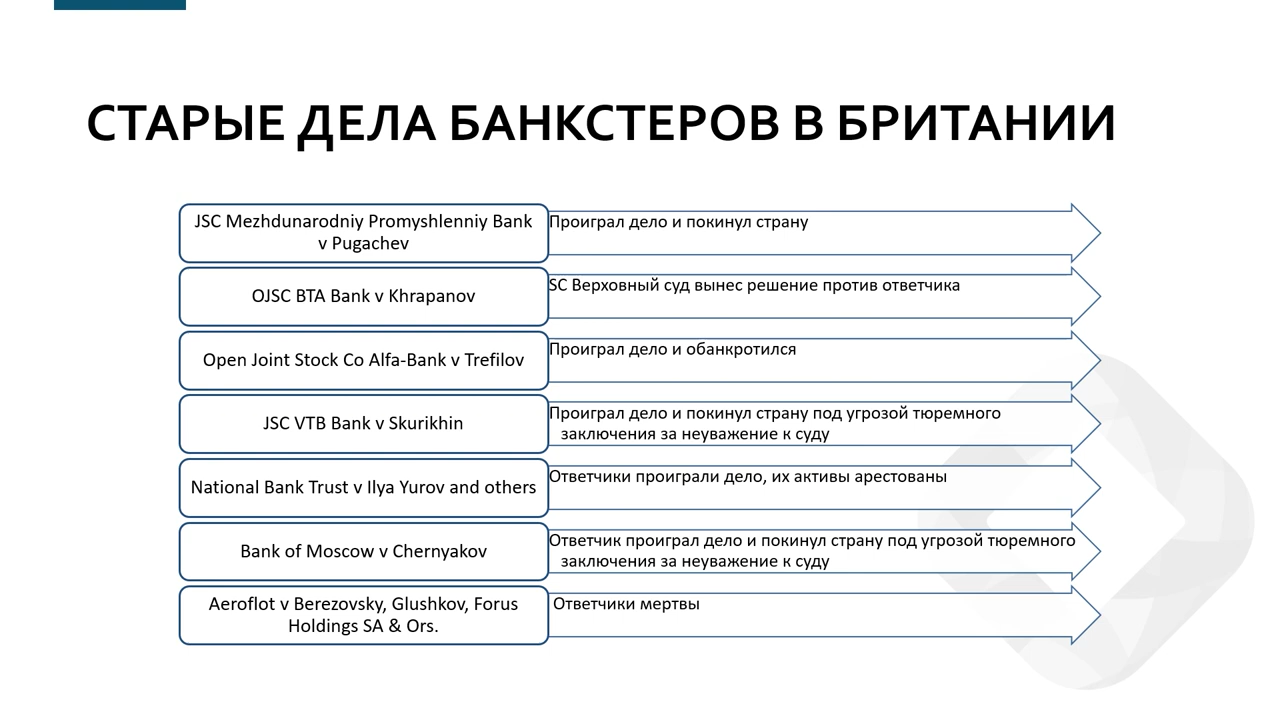 СТАРЫЕ ДЕЛА БАНКСТЕРОВ В БРИТАНИИ
JSC Mezhdunarodniy Promyshlenniy Bank
v Pugachev
Проиграл дело и покинул страну
OJSC BTA Bank v Khrapanov
SC Верховный суд вынес решение против ответчика
Open Joint Stock Co Alfa-Bank v Trefilov
Проиграл дело и обанкротился
JSC VTB Bank v Skurikhin
Проиграл дело и покинул страну под угрозой тюремного
заключения за неуважение к суду
National Bank Trust v Ilya Yurov and others
Ответчики проиграли дело, их активы арестованы
Bank of Moscow v Chernyakov
Ответчик проиграл дело и покинул страну под угрозой тюремного
заключения за неуважение к суду
Aeroflot v Berezovsky, Glushkov, Forus
Holdings SA & Ors.
Ответчики мертвы